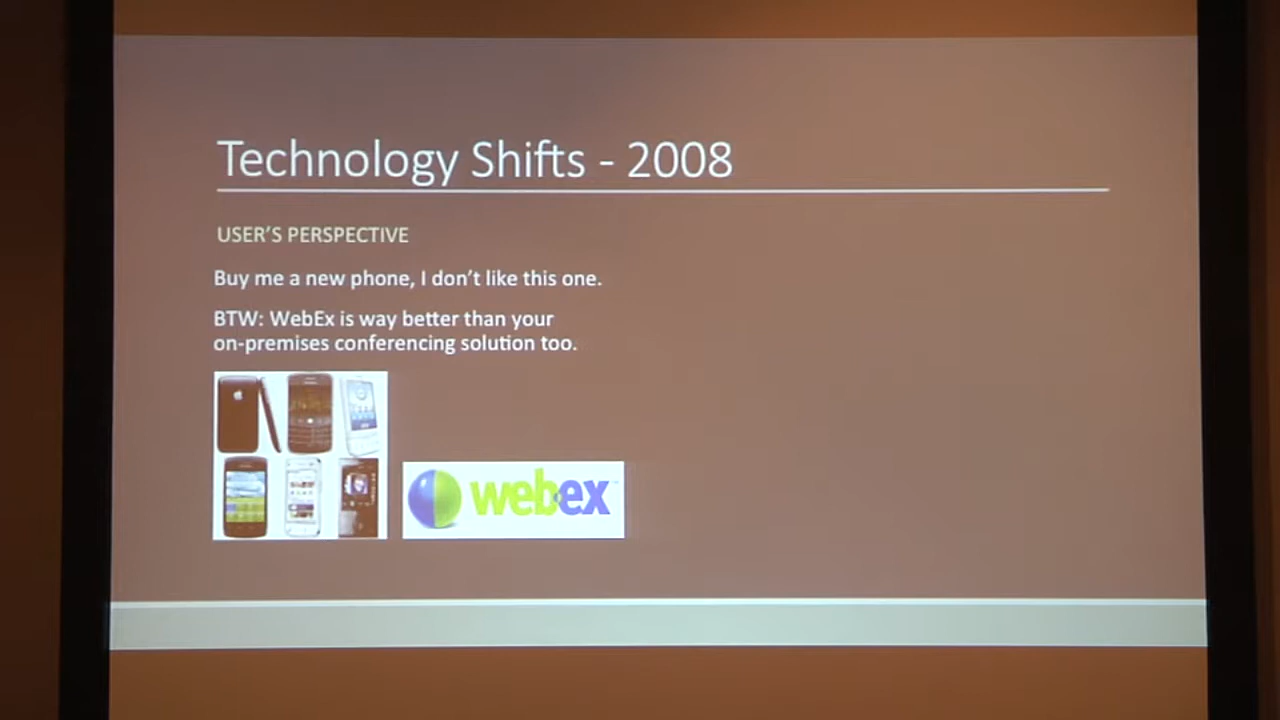 Technology Shifts - 2008
USER'S PERSPECTIVE
Buy me a new phone, I don't like this one.
BTW: WebEx is way better than your
on-premises conferencing solution too.
webex